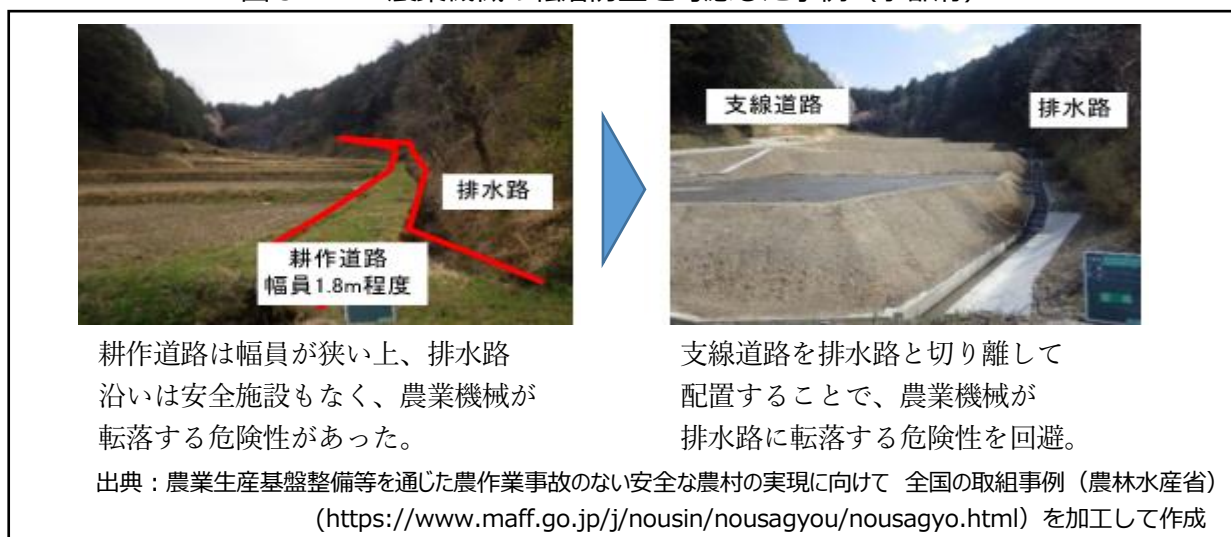 支線道路
排水路
排水路
耕作道路
幅員1.8m程度
耕作道路は幅員が狭い上、排水路
沿いは安全施設もなく、農業機械が
転落する危険性があった。
支線道路を排水路と切り離して
配置することで、農業機械が
排水路に転落する危険性を回避。
出典:農業生産基盤整備等を通じた農作業事故のない安全な農村の実現に向けて 全国の取組事例(農林水産省)
(https://www.maff.go.jp/j/nousin/nousagyou/nousagyo.html)を加工して作成